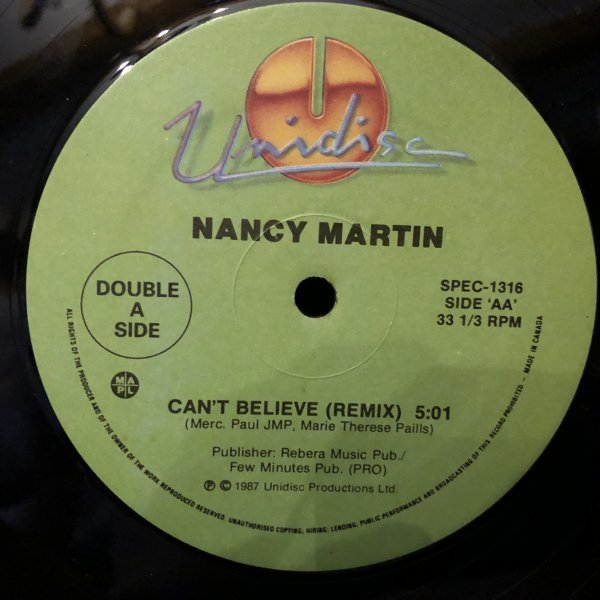 Unidisc
NANCY MARTIN
DOUBLE
A
SIDE
SPEC-1316
SIDE 'AA'
33 1/3 RPM
MAPL
CAN'T BELIEVE (REMIX) 5:01
(Merc. Paul JMP, Marie Therese Paills)
Publisher: Rebera Music Pub./
Few Minutes Pub. (PRO)
℗ © 1987 Unidisc Productions Ltd.
ALL RIGHTS OF THE PRODUCER AND OF THE OWNER OF THE WORK REPRODUCED RESERVED. UNAUTHORISED COPYING; HIRING; LENDING; PUBLIC PERFORMANCE AND BROADCASTING OF THIS RECORD PROHIBITED – MADE IN CANADA